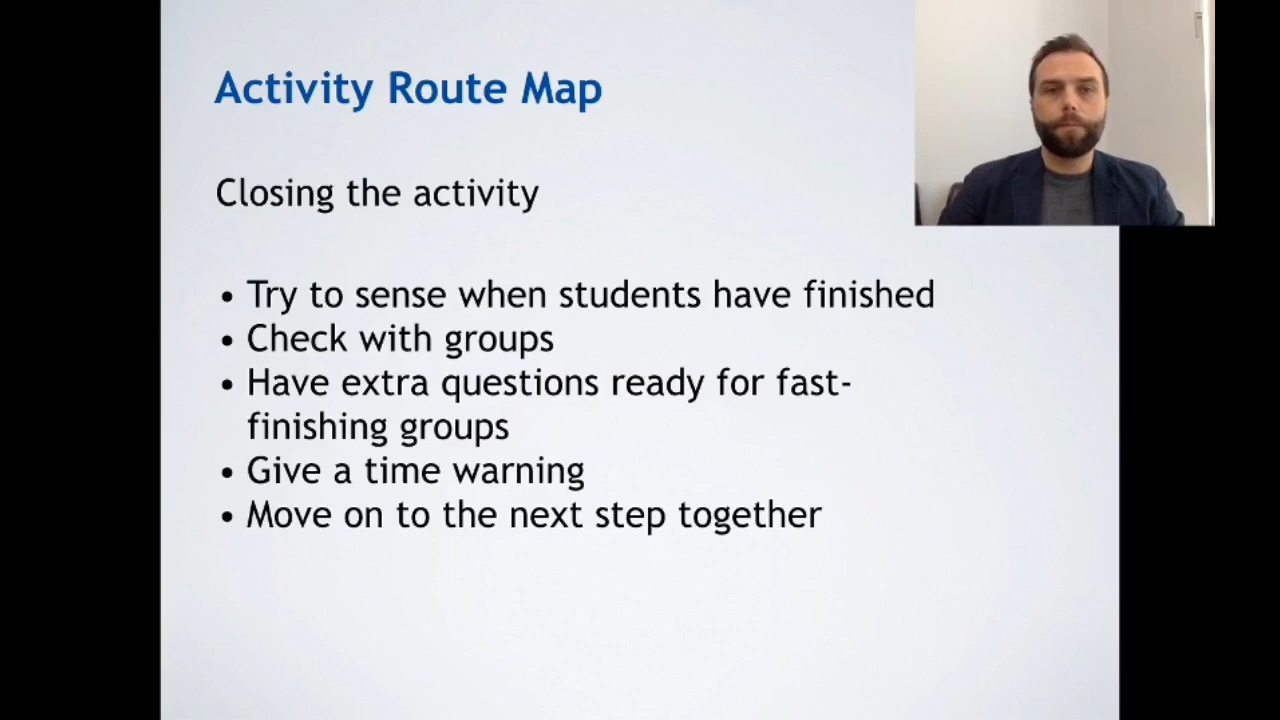 Activity Route Map
Closing the activity
• Try to sense when students have finished
• Check with groups
• Have extra questions ready for fast-
finishing groups
• Give a time warning
• Move on to the next step together